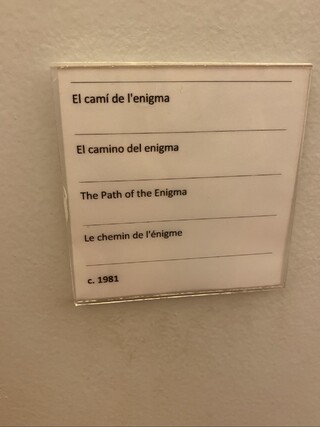 El camí de l'enigma
El camino del enigma
The Path of the Enigma
Le chemin de l'énigme
c. 1981